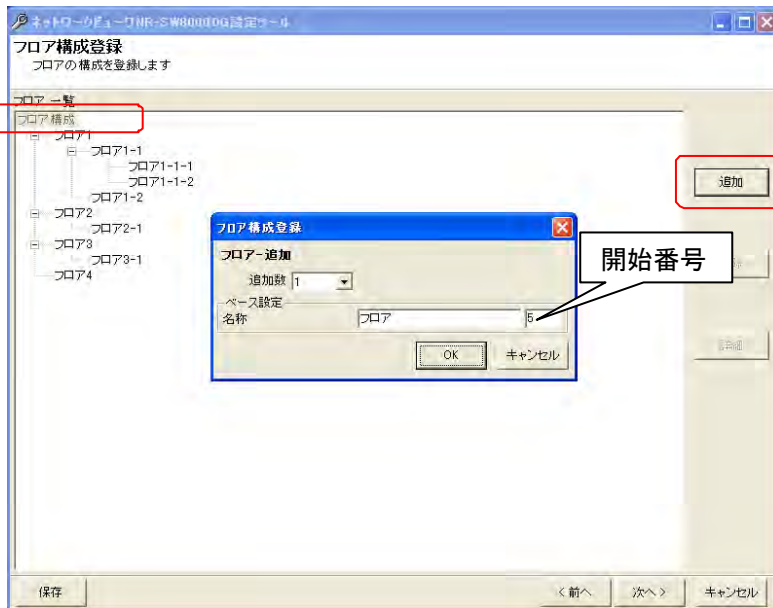 ネットワークビューワNR-SW8000DG設定ツール
フロア構成登録
フロアの構成を登録します
フロア 一覧
フロア構成
フロア1
フロア1-1
フロア1-1-1
フロア1-1-2
フロア1-2
フロア2
フロア2-1
フロア3
フロア3-1
フロア4
追加
フロア構成登録
フロアー追加
追加数 1
ベース設定
名称 フロア 5
OK キャンセル
開始番号
保存 <前へ 次へ> キャンセル